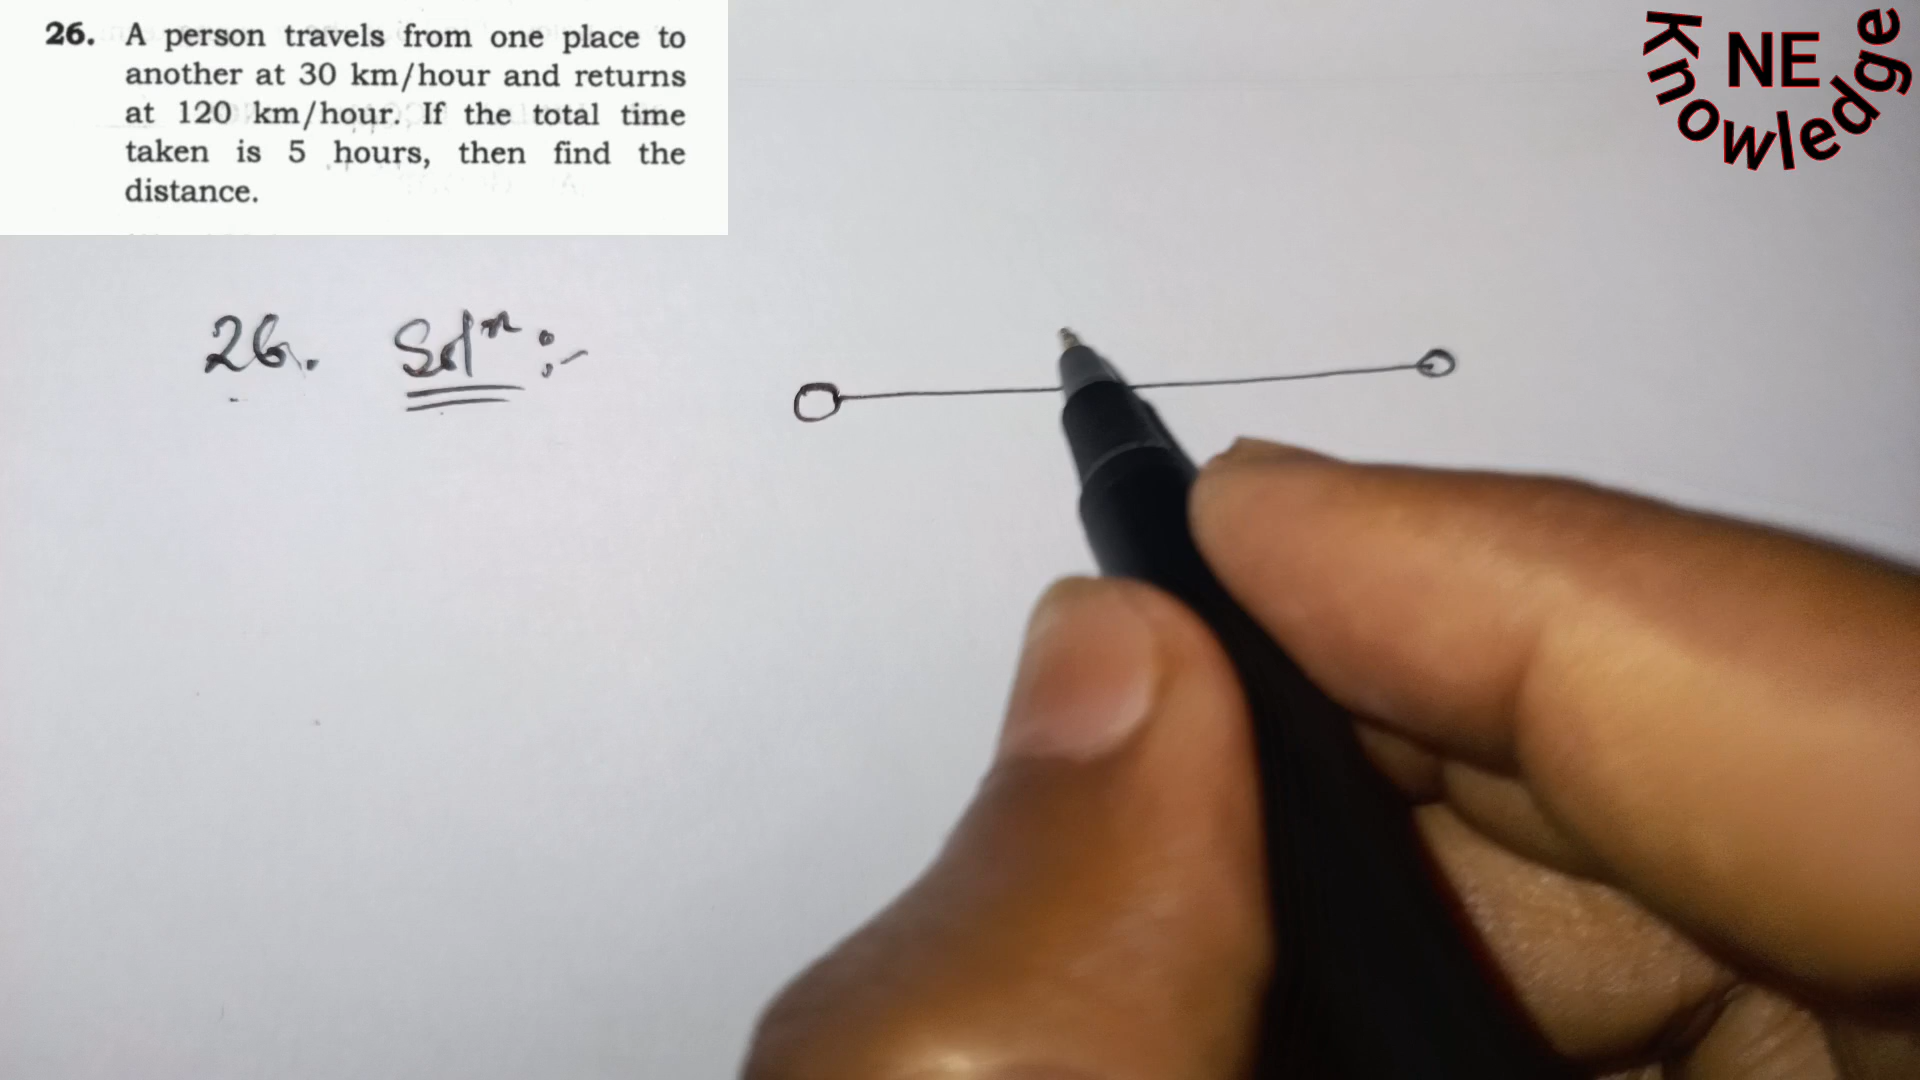 26. A person travels from one place to
another at 30 km/hour and returns
at 120 km/hour. If the total time
taken is 5 hours, then find the
distance.
NE
Knowledge
26. Solⁿ :-